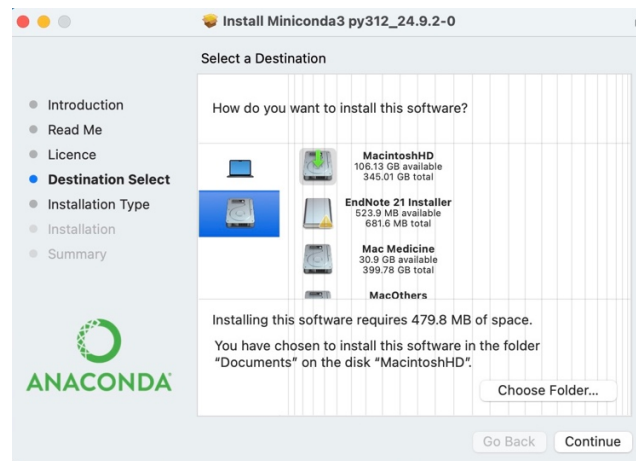 Install Miniconda3 py312_24.9.2-0
Select a Destination
Introduction
Read Me
Licence
Destination Select
Installation Type
Installation
Summary
How do you want to install this software?
MacintoshHD
106.13 GB available
345.01 GB total
EndNote 21 Installer
523.9 MB available
681.6 MB total
Mac Medicine
30.9 GB available
399.78 GB total
MacOthers
Installing this software requires 479.8 MB of space.
You have chosen to install this software in the folder
“Documents” on the disk “MacintoshHD”.
Choose Folder...
ANACONDA
Go Back
Continue